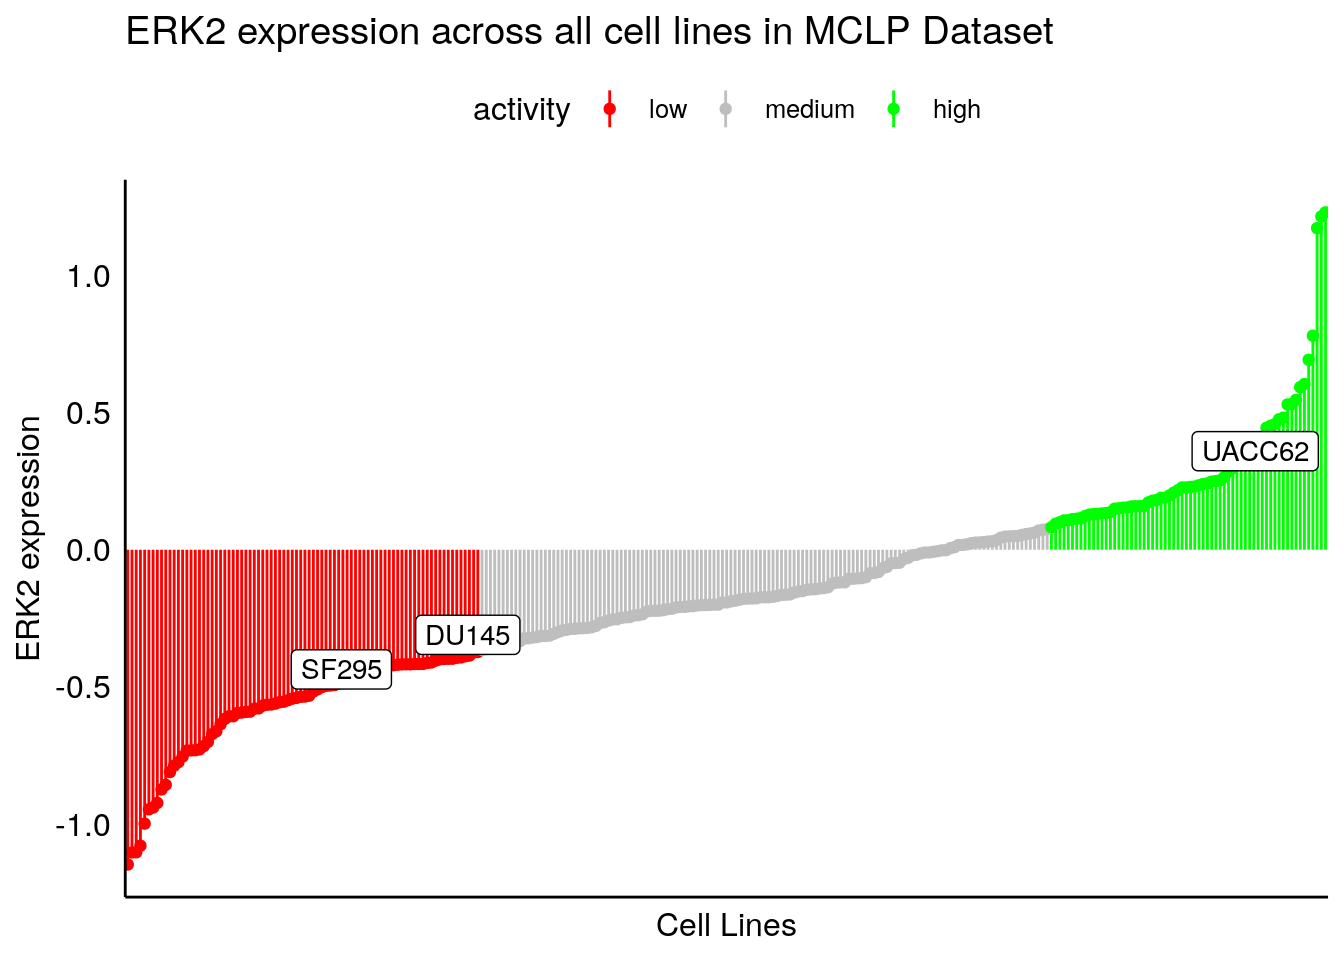 ERK2 expression across all cell lines in MCLP Dataset
activity low medium high
ERK2 expression
1.0
0.5
0.0
-0.5
-1.0
UACC62
DU145
SF295
Cell Lines